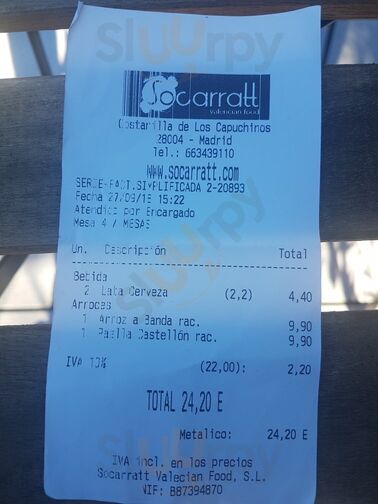 Socarratt
valencian food
Costanilla de Los Capuchinos
28004 - Madrid
Tel.: 663439110
www.socarratt.com
SERIE-FACT.SIMPLIFICADA 2-20893
Fecha 27/09/18 15:22
Atendido por Encargado
Mesa 4 / MESAS
Un. Descripción Total
Bebida
2 Lata Cerveza (2,2) 4,40
Arroces
1 Arroz a Banda rac. 9,90
1 Paella Castellón rac. 9,90
IVA 10% (22,00): 2,20
TOTAL 24,20 E
Metalico: 24,20 E
IVA incl. en los precios
Socarratt Valecian Food, S.L.
NIF: B87394870
Sluurpy
Sluurpy
Sluurpy